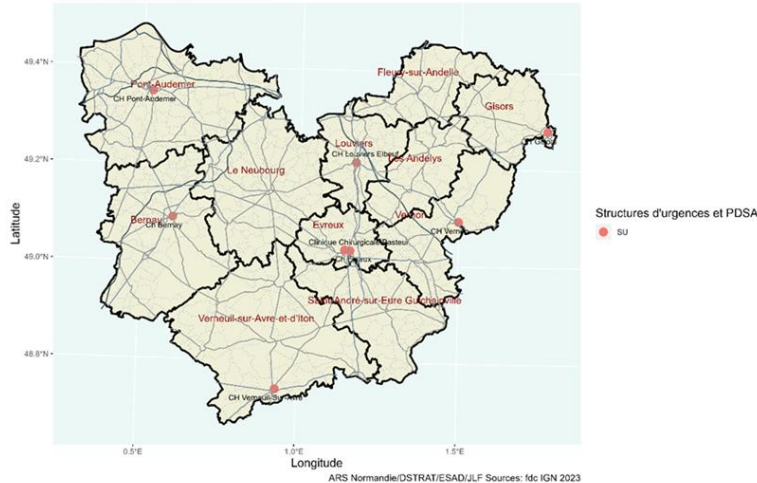 49.4°N
49.2°N
49.0°N
48.8°N
Latitude
Pont-Audemer
CH Pont-Audemer
Fleury-sur-Andelle
Gisors
CH Gisors
Louviers
CH Louviers Elbeuf
Les Andelys
Le Neubourg
Bernay
Ch Bernay
Evreux
Clinique Chirurgicale Pasteur
Ch Evreux
Vernon
CH Vernon
Saint-André-sur-Eure Guichainville
Verneuil-sur-Avre-et-d'Iton
CH Verneuil-Sur-Avre
0.5°E
1.0°E
1.5°E
Longitude
Structures d'urgences et PDSA
SU
ARS Normandie/DSTRAT/ESAD/JLF Sources: fdc IGN 2023